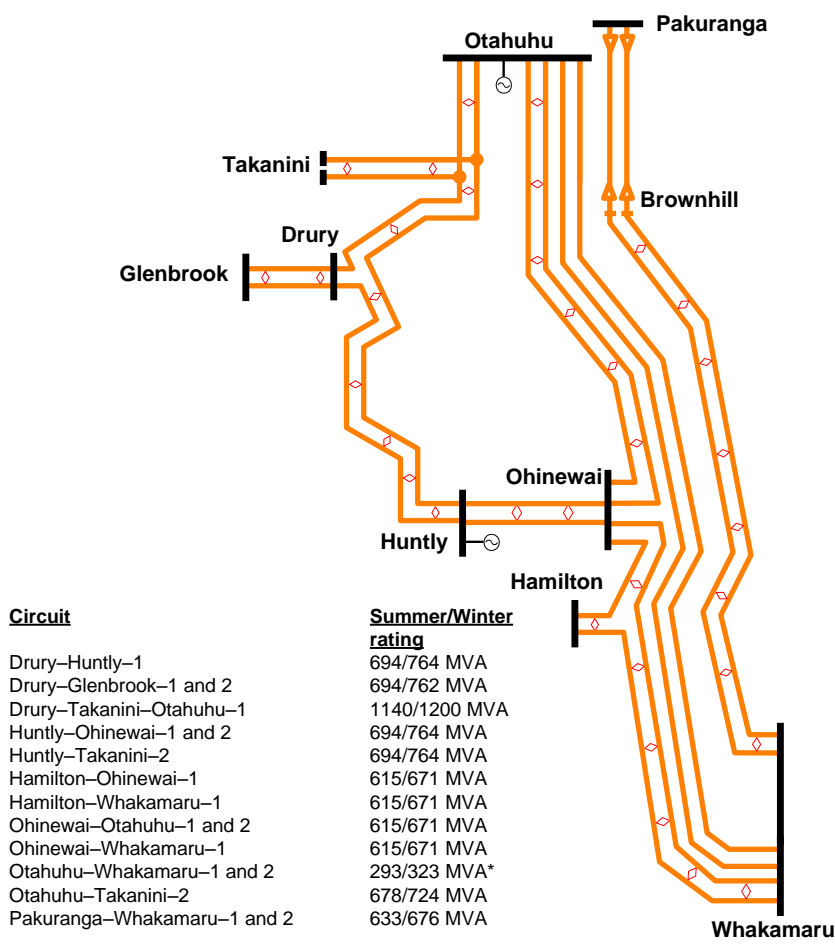 Pakuranga
Otahuhu
Takanini
Brownhill
Drury
Glenbrook
Ohinewai
Huntly
Hamilton
Circuit Summer/Winter
rating
Drury–Huntly–1 694/764 MVA
Drury–Glenbrook–1 and 2 694/762 MVA
Drury–Takanini–Otahuhu–1 1140/1200 MVA
Huntly–Ohinewai–1 and 2 694/764 MVA
Huntly–Takanini–2 694/764 MVA
Hamilton–Ohinewai–1 615/671 MVA
Hamilton–Whakamaru–1 615/671 MVA
Ohinewai–Otahuhu–1 and 2 615/671 MVA
Ohinewai–Whakamaru–1 615/671 MVA
Otahuhu–Whakamaru–1 and 2 293/323 MVA*
Otahuhu–Takanini–2 678/724 MVA
Pakuranga–Whakamaru–1 and 2 633/676 MVA
Whakamaru